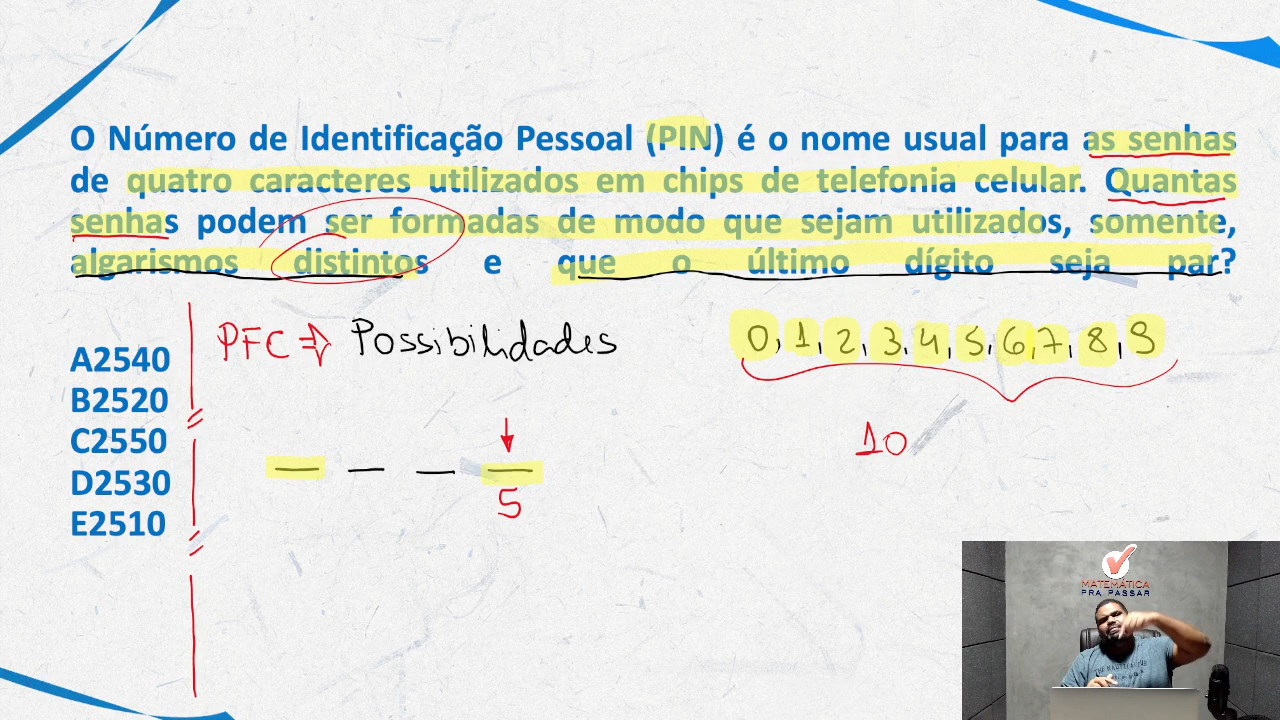 O Número de Identificação Pessoal (PIN) é o nome usual para as senhas
de quatro caracteres utilizados em chips de telefonia celular. Quantas
senhas podem ser formadas de modo que sejam utilizados, somente,
algarismos distintos e que o último dígito seja par?
PFC ⇒ Possibilidades
0, 1, 2, 3, 4, 5, 6, 7, 8, 9
A2540
B2520
C2550
D2530
E2510
10
5
MATEMÁTICA
PRA PASSAR